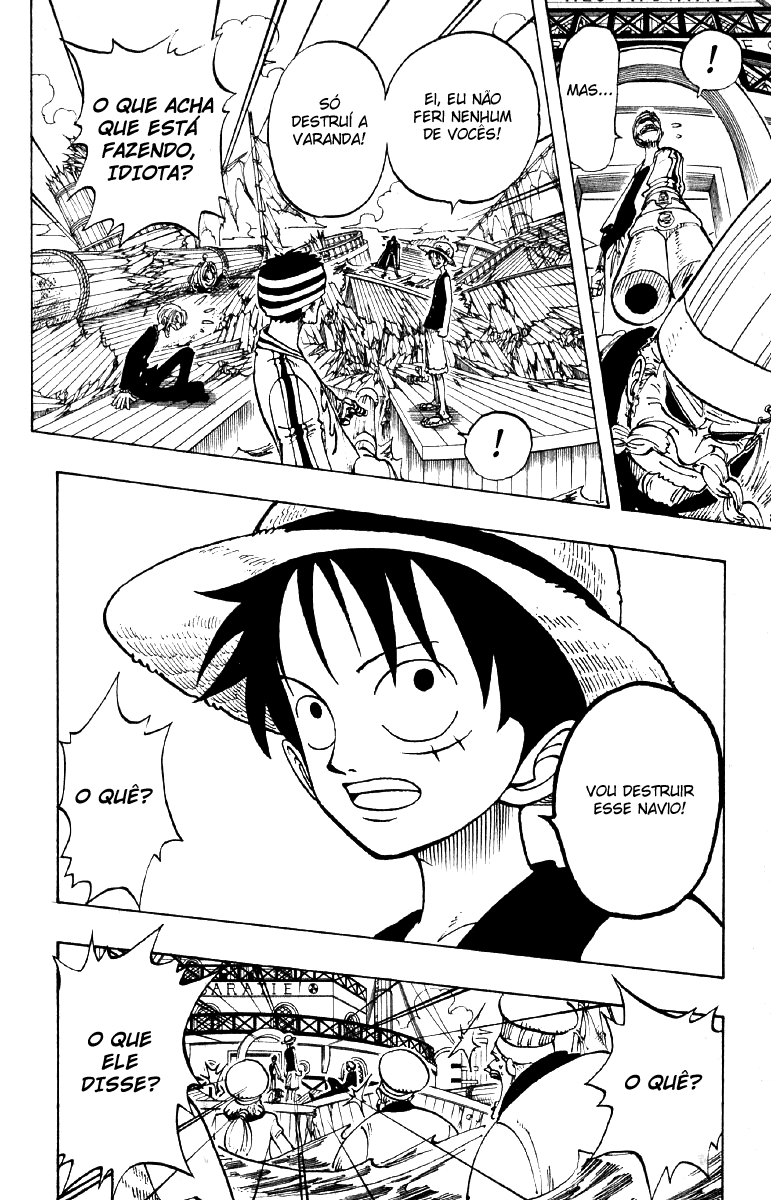 !
MAS...
EI, EU NÃO
FERI NENHUM
DE VOCÊS!
SÓ
DESTRUÍ A
VARANDA!
O QUE ACHA
QUE ESTÁ
FAZENDO,
IDIOTA?
!
VOU DESTRUIR
ESSE NAVIO!
O QUÊ?
O QUÊ?
ARATIE
O QUE
ELE
DISSE?